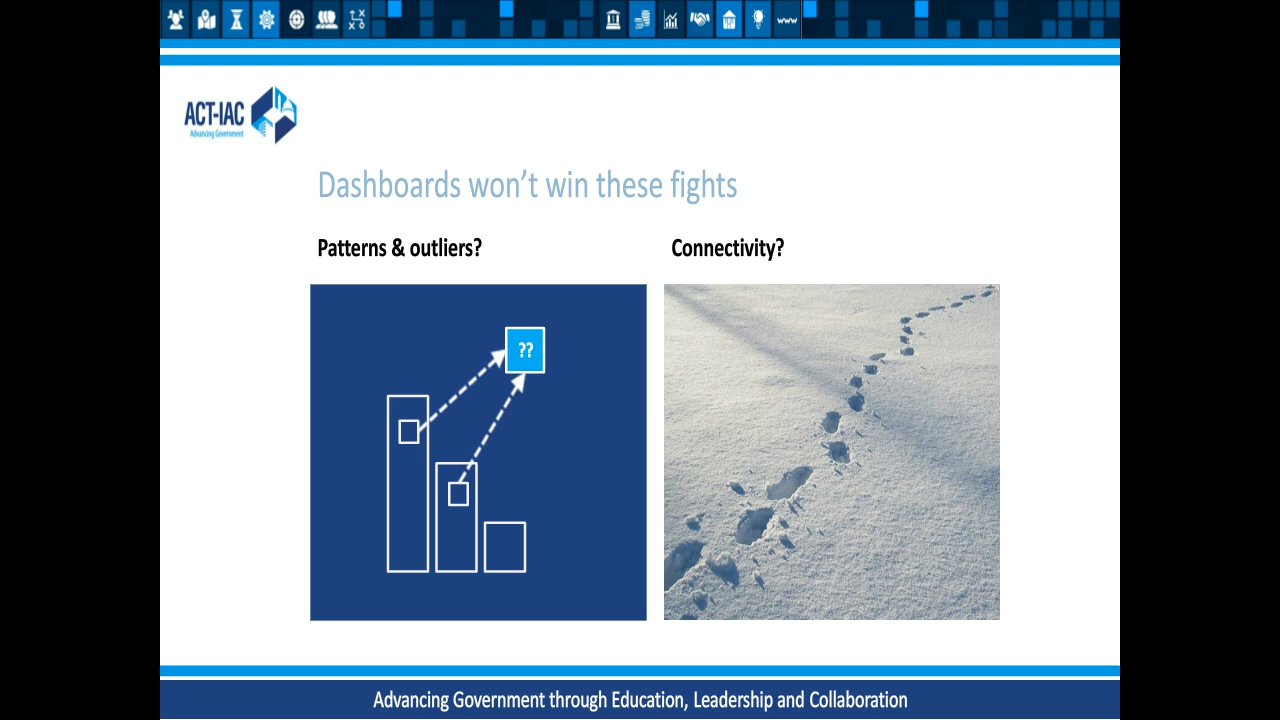 www
ACT-IAC
Advancing Government
Dashboards won’t win these fights
Patterns & outliers?
Connectivity?
??
Advancing Government through Education, Leadership and Collaboration